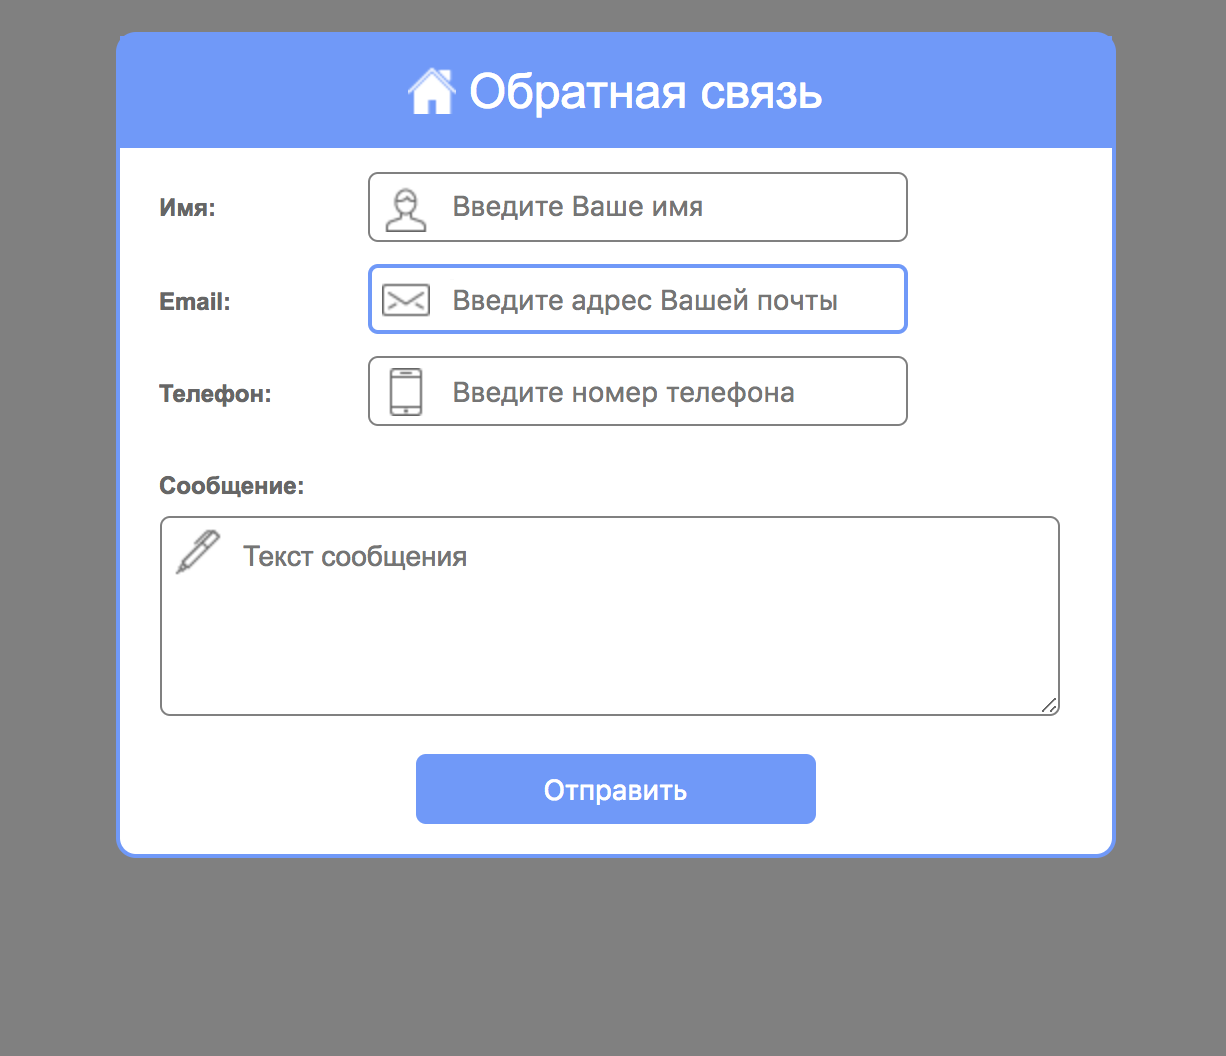 Обратная связь
Имя:
Введите Ваше имя
Email:
Введите адрес Вашей почты
Телефон:
Введите номер телефона
Сообщение:
Текст сообщения
Отправить